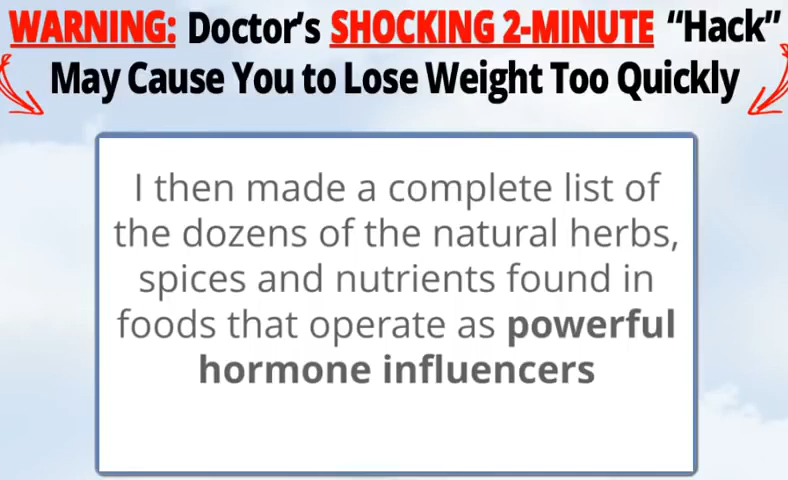 WARNING: Doctor's SHOCKING 2-MINUTE “Hack”
May Cause You to Lose Weight Too Quickly
I then made a complete list of
the dozens of the natural herbs,
spices and nutrients found in
foods that operate as powerful
hormone influencers